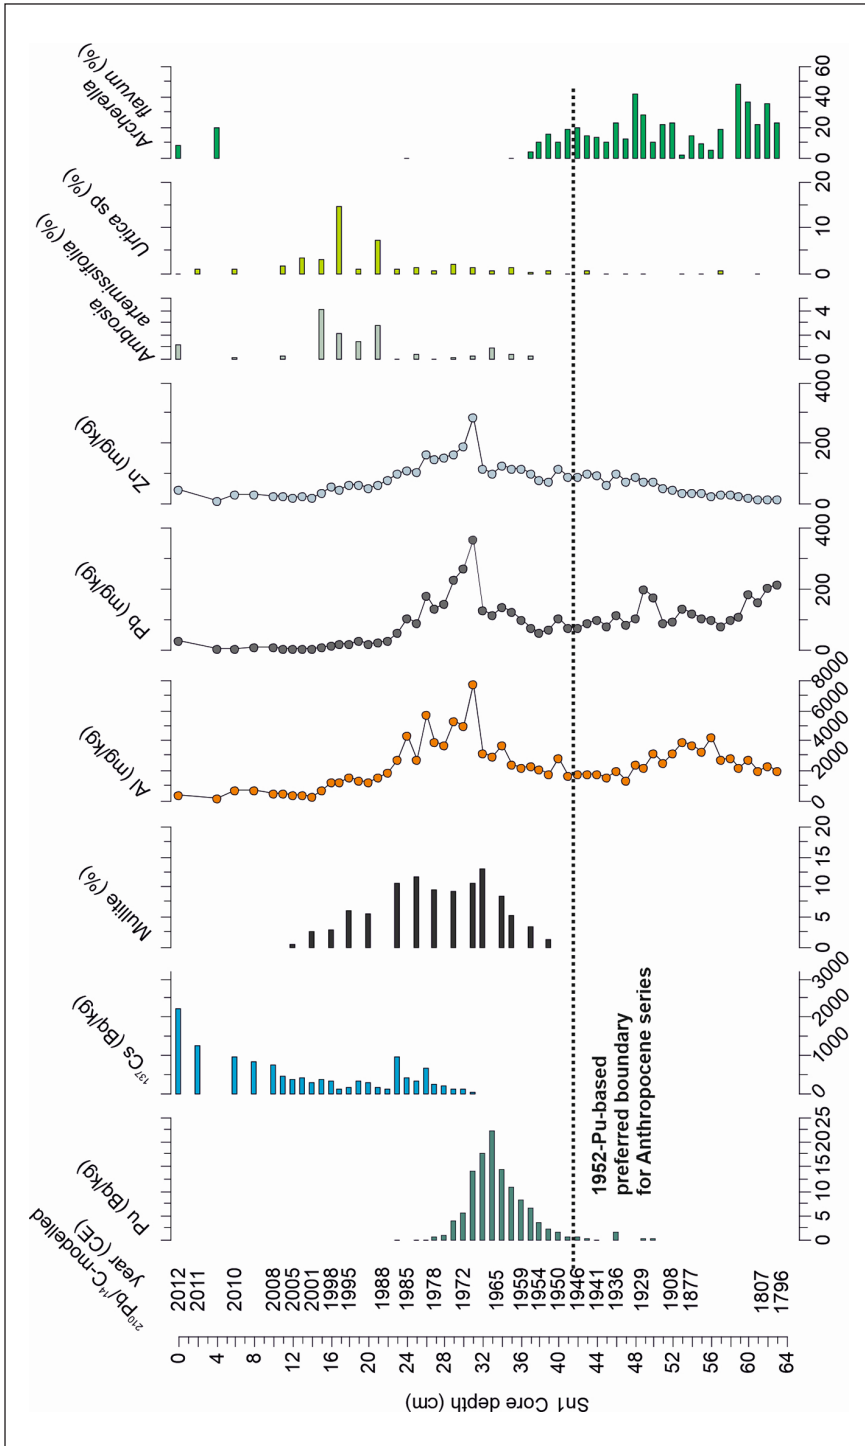 Archerella
flavum (%)
0 20 40 60
Urtica sp (%)
0 10 20
Ambrosia
artemissifolia (%)
0 2 4
Zn (mg/kg)
0 200 400
Pb (mg/kg)
0 200 400
Al (mg/kg)
0 2000 4000 6000 8000
Mullite (%)
0 5 10 15 20
¹³⁷Cs (Bq/kg)
0 1000 2000 3000
Pu (Bq/kg)
0 5 10 15 20 25
1952-Pu-based
preferred boundary
for Anthropocene series
²¹⁰Pb/¹⁴C-modelled
year (CE)
2012 2011 2010 2008 2005 2001 1998 1995 1988 1985 1978 1972 1965 1959 1954 1950 1946 1941 1936 1929 1908 1877 1807 1796
0 4 8 12 16 20 24 28 32 36 40 44 48 52 56 60 64
Sn1 Core depth (cm)